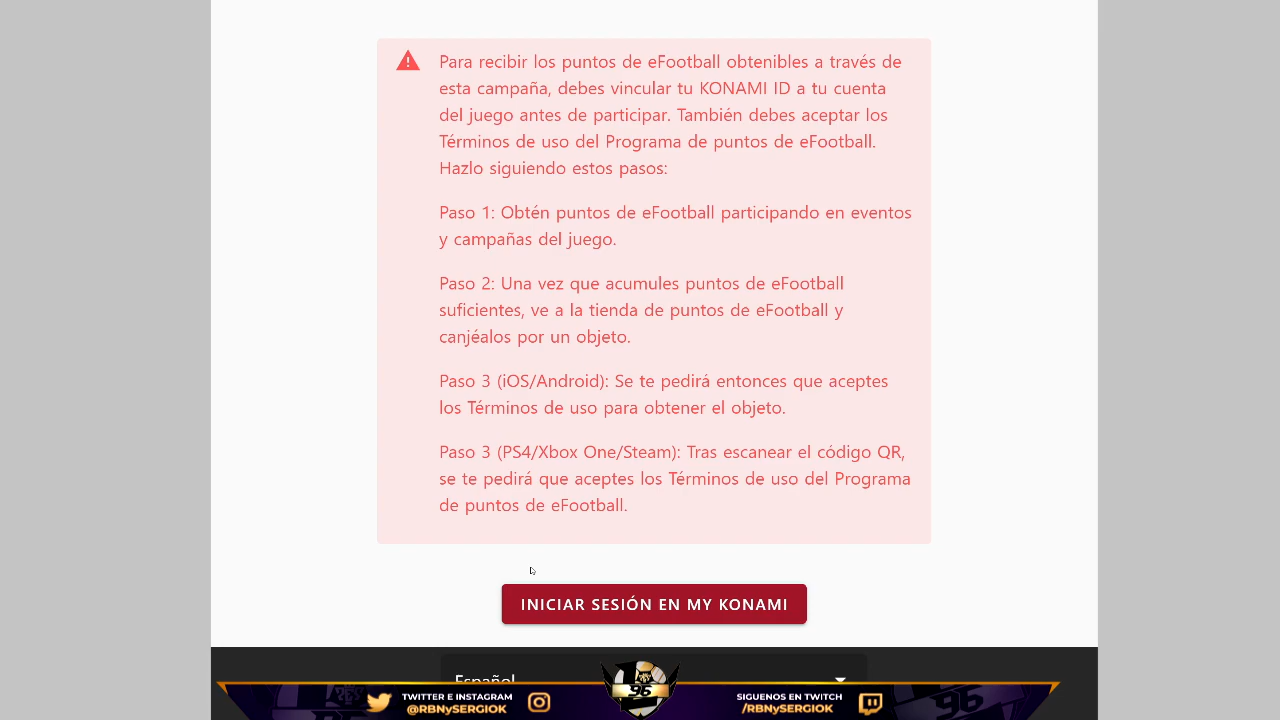 Para recibir los puntos de eFootball obtenibles a través de
esta campaña, debes vincular tu KONAMI ID a tu cuenta
del juego antes de participar. También debes aceptar los
Términos de uso del Programa de puntos de eFootball.
Hazlo siguiendo estos pasos:
Paso 1: Obtén puntos de eFootball participando en eventos
y campañas del juego.
Paso 2: Una vez que acumules puntos de eFootball
suficientes, ve a la tienda de puntos de eFootball y
canjéalos por un objeto.
Paso 3 (iOS/Android): Se te pedirá entonces que aceptes
los Términos de uso para obtener el objeto.
Paso 3 (PS4/Xbox One/Steam): Tras escanear el código QR,
se te pedirá que aceptes los Términos de uso del Programa
de puntos de eFootball.
INICIAR SESIÓN EN MY KONAMI
Español
TWITTER E INSTAGRAM
@RBNySERGIOK
96
SIGUENOS EN TWITCH
/RBNySERGIOK